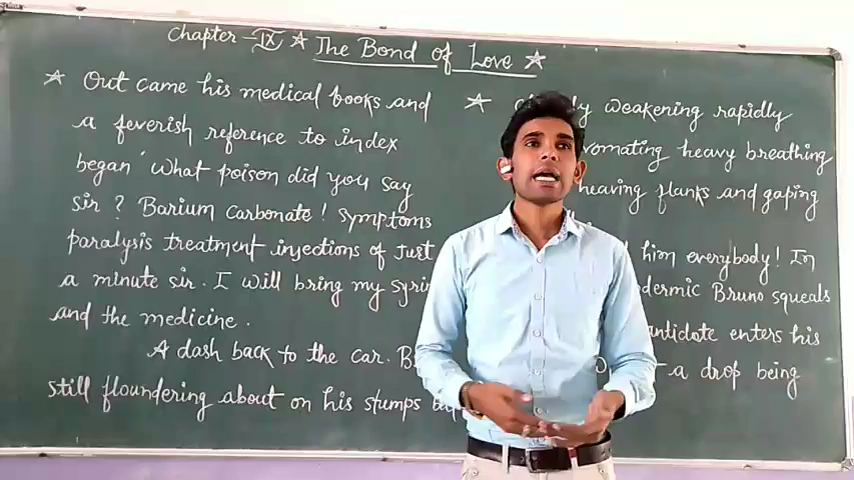 Chapter - IX ★ The Bond of Love ★
★ Out came his medical books and
a feverish reference to index
began "What poison did you say
sir? Barium Carbonate! Symptoms
paralysis treatment injections of Just
a minute sir. I will bring my
and the medicine.
A dash back to the car.
still floundering about on his stumps
★ weakening rapidly
vomating heavy breathing
heaving flanks and gaping
him everybody! In
Bruno squeals
antidote enters his
a drop being